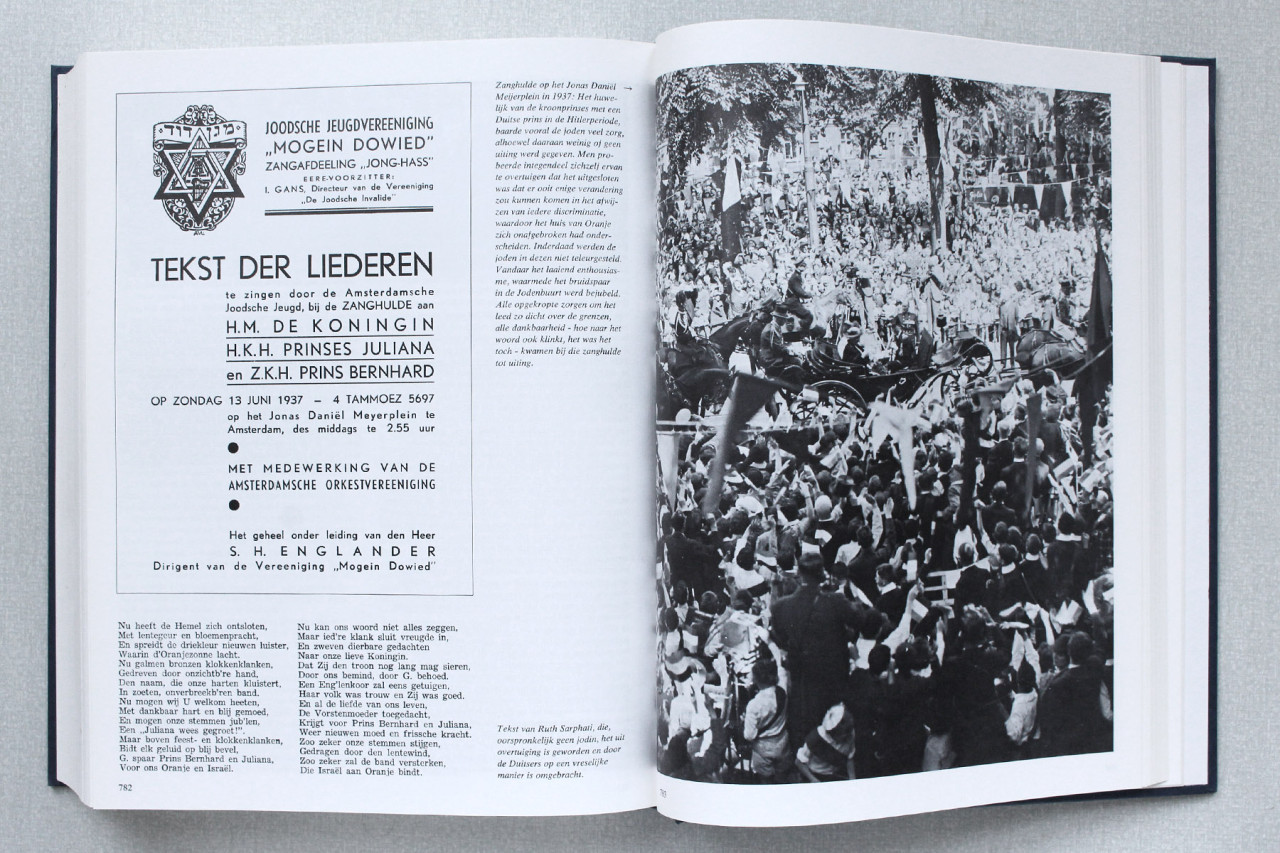 מגן דוד
JOODSCHE JEUGDVEREENIGING
„MOGEIN DOWIED"
ZANGAFDEELING „JONG-HASS"
EERE-VOORZITTER:
I. GANS, Directeur van de Vereeniging
„De Joodsche Invalide"
TEKST DER LIEDEREN
te zingen door de Amsterdamsche
Joodsche Jeugd, bij de ZANGHULDE aan
H.M. DE KONINGIN
H.K.H. PRINSES JULIANA
en Z.K.H. PRINS BERNHARD
OP ZONDAG 13 JUNI 1937 – 4 TAMMOEZ 5697
op het Jonas Daniël Meyerplein te
Amsterdam, des middags te 2.55 uur
MET MEDEWERKING VAN DE
AMSTERDAMSCHE ORKESTVEREENIGING
Het geheel onder leiding van den Heer
S. H. ENGLANDER
Dirigent van de Vereeniging „Mogein Dowied"
Nu heeft de Hemel zich ontsloten,
Met lentegeur en bloemenpracht,
En spreidt de driekleur nieuwen luister,
Waarin d'Oranjezonne lacht.
Nu galmen bronzen klokkenklanken,
Gedreven door onzichtb're hand,
Den naam, die onze harten kluistert,
In zoeten, onverbreekb'ren band.
Nu mogen wij U welkom heeten,
Met dankbaar hart en blij gemoed,
En mogen onze stemmen jub'len,
Een „Juliana wees gegroet!".
Maar boven feest- en klokkenklanken,
Bidt elk geluid op blij bevel,
G. spaar Prins Bernhard en Juliana,
Voor ons Oranje en Israël.
782
Nu kan ons woord niet alles zeggen,
Maar ied're klank sluit vreugde in,
En zweven dierbare gedachten
Naar onze lieve Koningin.
Dat Zij den troon nog lang mag sieren,
Door ons bemind, door G. behoed.
Een Eng'lenkoor zal eens getuigen,
Haar volk was trouw en Zij was goed.
En al de liefde van ons leven,
De Vorstenmoeder toegedacht,
Krijgt voor Prins Bernhard en Juliana,
Weer nieuwen moed en frissche kracht.
Zoo zeker onze stemmen stijgen,
Gedragen door den lentewind,
Zoo zeker zal de band versterken,
Die Israël aan Oranje bindt.
Zanghulde op het Jonas Daniël →
Meijerplein in 1937: Het huwe-
lijk van de kroonprinses met een
Duitse prins in de Hitlerperiode,
baarde vooral de joden veel zorg,
alhoewel daaraan weinig of geen
uiting werd gegeven. Men pro-
beerde integendeel zichzelf ervan
te overtuigen dat het uitgesloten
was dat er ooit enige verandering
zou kunnen komen in het afwij-
zen van iedere discriminatie,
waardoor het huis van Oranje
zich onafgebroken had onder-
scheiden. Inderdaad werden de
joden in dezen niet teleurgesteld.
Vandaar het laaiend enthousias-
me, waarmede het bruidspaar
in de Jodenbuurt werd bejubeld.
Alle opgekropte zorgen om het
leed zo dicht over de grenzen,
alle dankbaarheid - hoe naar het
woord ook klinkt, het was het
toch - kwamen bij die zanghulde
tot uiting.
Tekst van Ruth Sarphati, die,
oorspronkelijk geen jodin, het uit
overtuiging is geworden en door
de Duitsers op een vreselijke
manier is omgebracht.